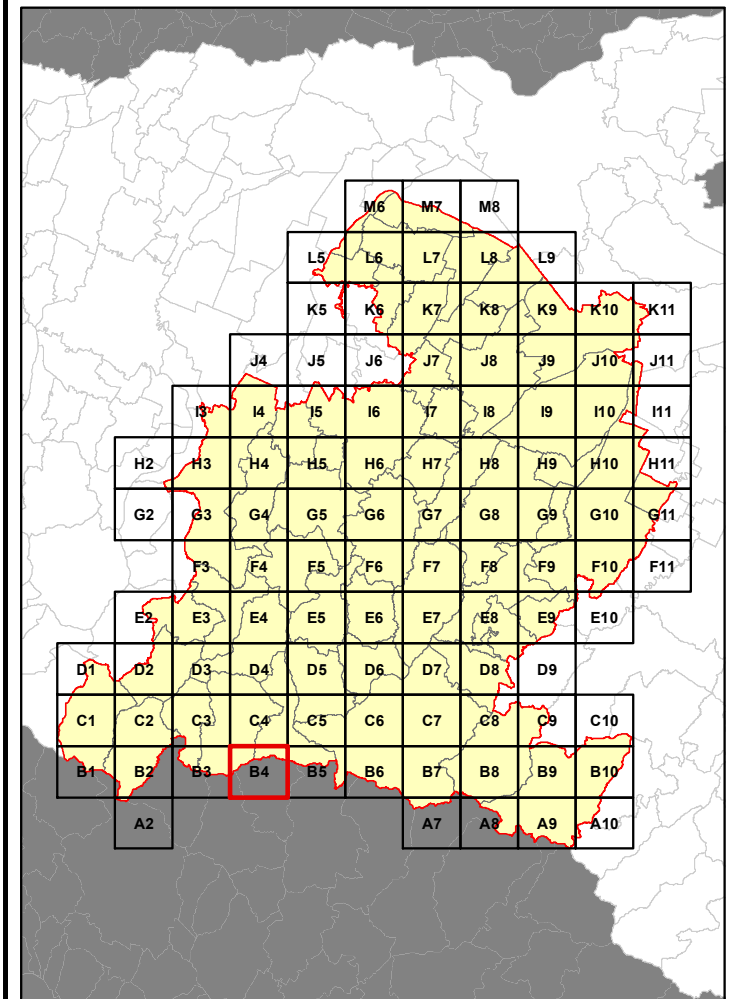 M6 M7 M8
L5 L6 L7 L8 L9
K5 K6 K7 K8 K9 K10 K11
J4 J5 J6 J7 J8 J9 J10 J11
I3 I4 I5 I6 I7 I8 I9 I10 I11
H2 H3 H4 H5 H6 H7 H8 H9 H10 H11
G2 G3 G4 G5 G6 G7 G8 G9 G10 G11
F3 F4 F5 F6 F7 F8 F9 F10 F11
E2 E3 E4 E5 E6 E7 E8 E9 E10
D1 D2 D3 D4 D5 D6 D7 D8 D9
C1 C2 C3 C4 C5 C6 C7 C8 C9 C10
B1 B2 B3 B4 B5 B6 B7 B8 B9 B10
A2 A7 A8 A9 A10